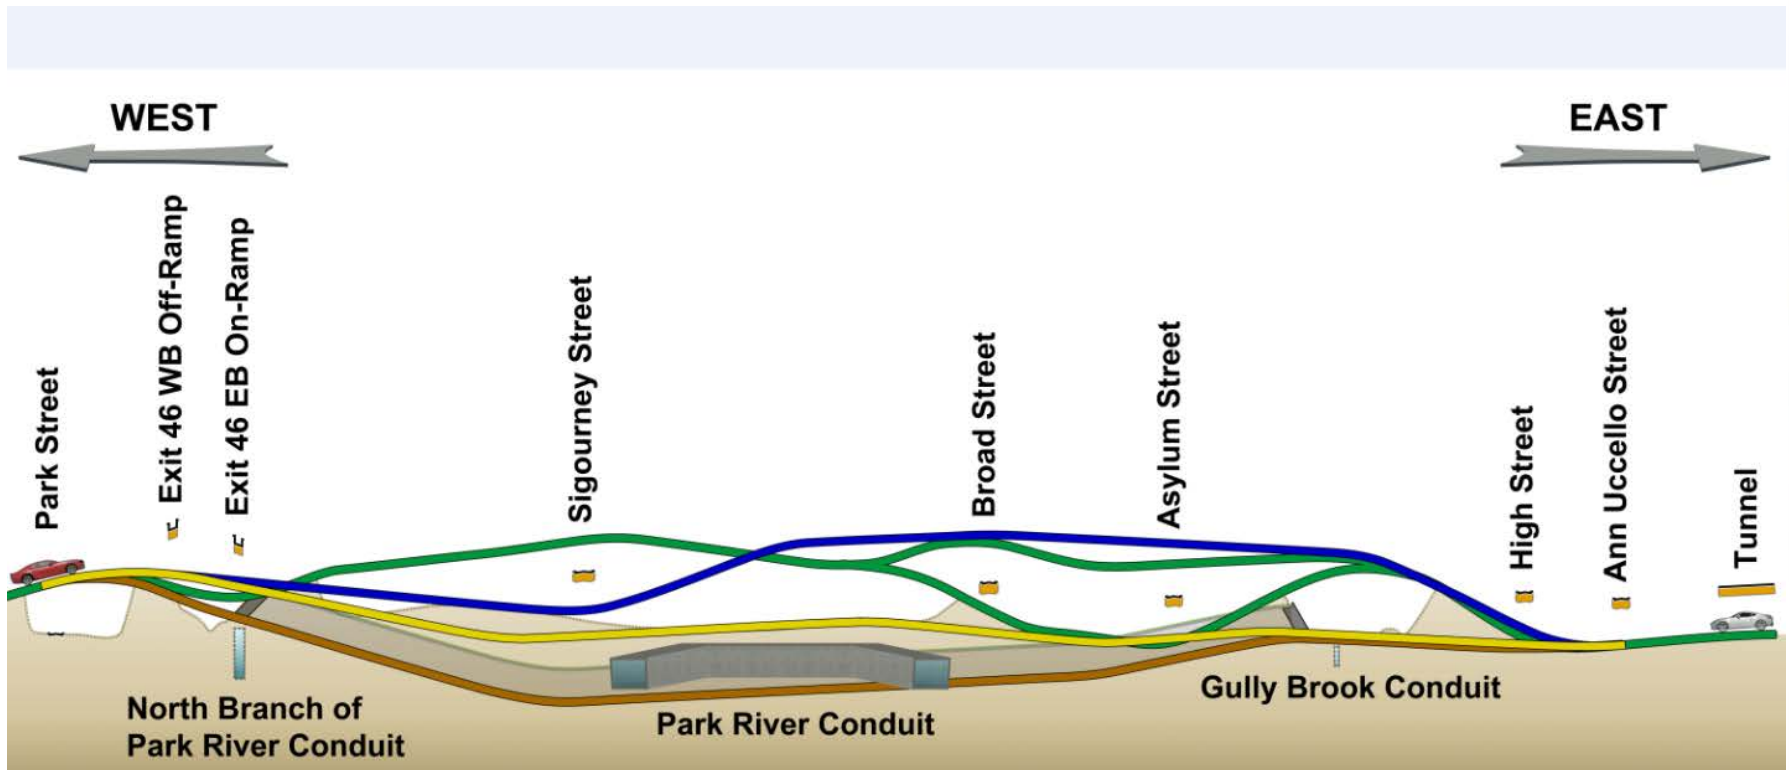 WEST
EAST
Park Street
Exit 46 WB Off-Ramp
Exit 46 EB On-Ramp
Sigourney Street
Broad Street
Asylum Street
High Street
Ann Uccello Street
Tunnel
North Branch of
Park River Conduit
Park River Conduit
Gully Brook Conduit